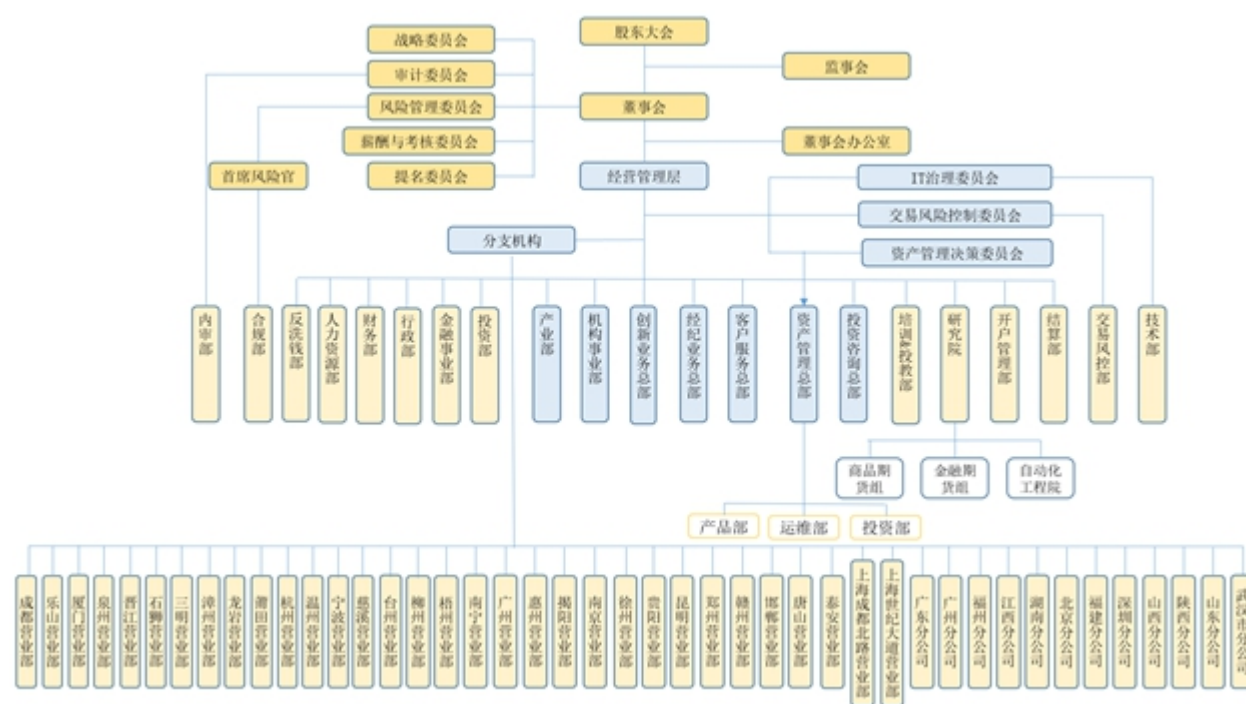 股东大会
战略委员会
监事会
审计委员会
风险管理委员会
董事会
薪酬与考核委员会
董事会办公室
首席风险官
提名委员会
经营管理层
IT治理委员会
交易风险控制委员会
分支机构
资产管理决策委员会
内审部
合规部
反洗钱部
人力资源部
财务部
行政部
金融事业部
投资部
产业部
机构事业部
创新业务总部
经纪业务总部
客户服务总部
资产管理总部
投资咨询总部
培训&投教部
研究院
开户管理部
结算部
交易风控部
技术部
商品期
货组
金融期
货组
自动化
工程院
产品部
运维部
投资部
成都营业部
乐山营业部
厦门营业部
泉州营业部
晋江营业部
石狮营业部
三明营业部
漳州营业部
龙岩营业部
莆田营业部
杭州营业部
温州营业部
宁波营业部
慈溪营业部
台州营业部
柳州营业部
梧州营业部
南宁营业部
广州营业部
惠州营业部
揭阳营业部
南京营业部
徐州营业部
贵阳营业部
昆明营业部
郑州营业部
赣州营业部
邯郸营业部
唐山营业部
泰安营业部
上海成都北路营业部
上海世纪大道营业部
广东分公司
广州分公司
福州分公司
江西分公司
湖南分公司
北京分公司
福建分公司
深圳分公司
山西分公司
陕西分公司
山东分公司